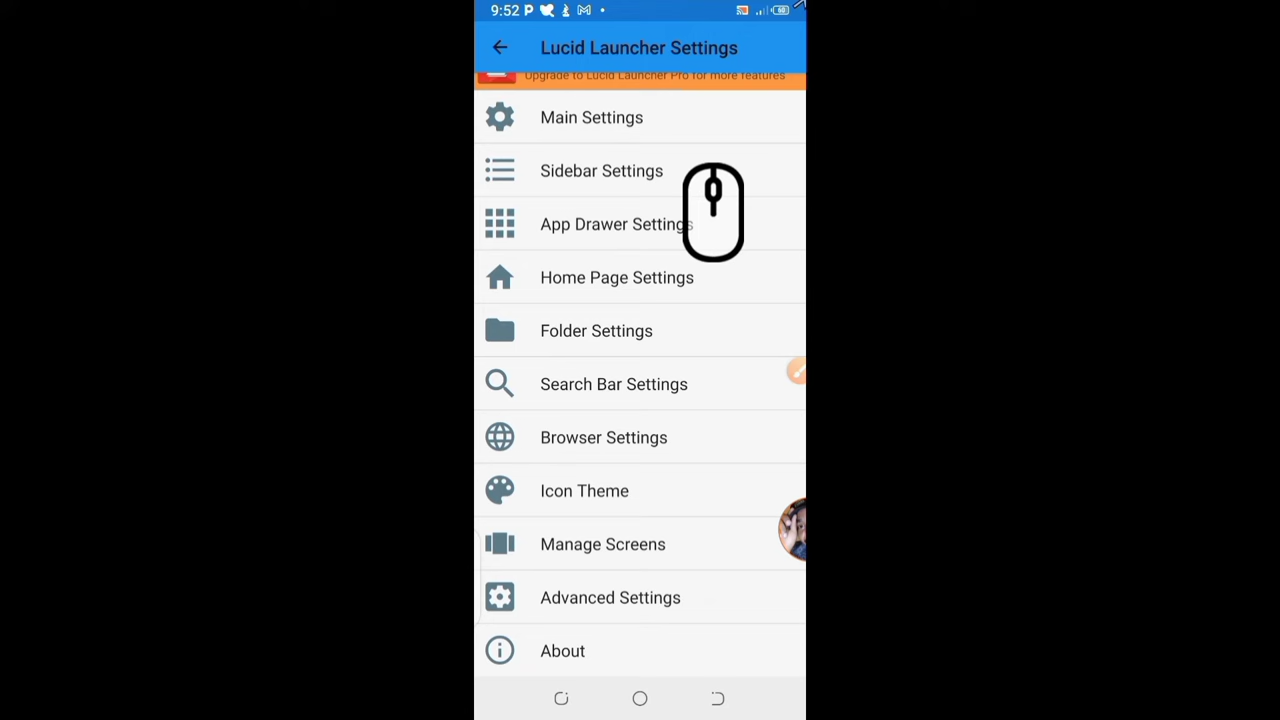 9:52 P
60
Lucid Launcher Settings
Upgrade to Lucid Launcher Pro for more features
Main Settings
Sidebar Settings
App Drawer Settings
Home Page Settings
Folder Settings
Search Bar Settings
Browser Settings
Icon Theme
Manage Screens
Advanced Settings
About